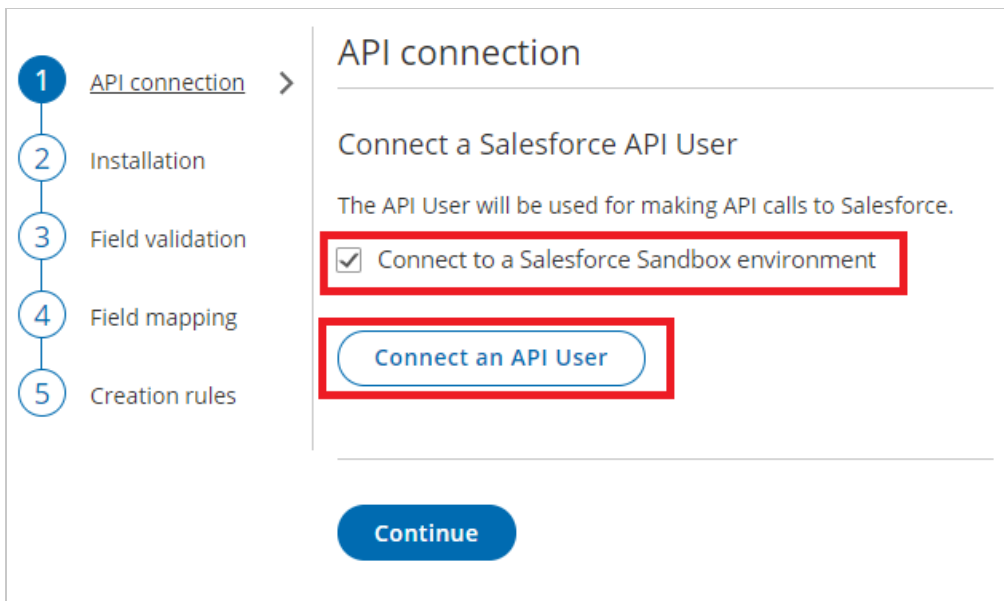 1 API connection
2 Installation
3 Field validation
4 Field mapping
5 Creation rules
API connection
Connect a Salesforce API User
The API User will be used for making API calls to Salesforce.
Connect to a Salesforce Sandbox environment
Connect an API User
Continue